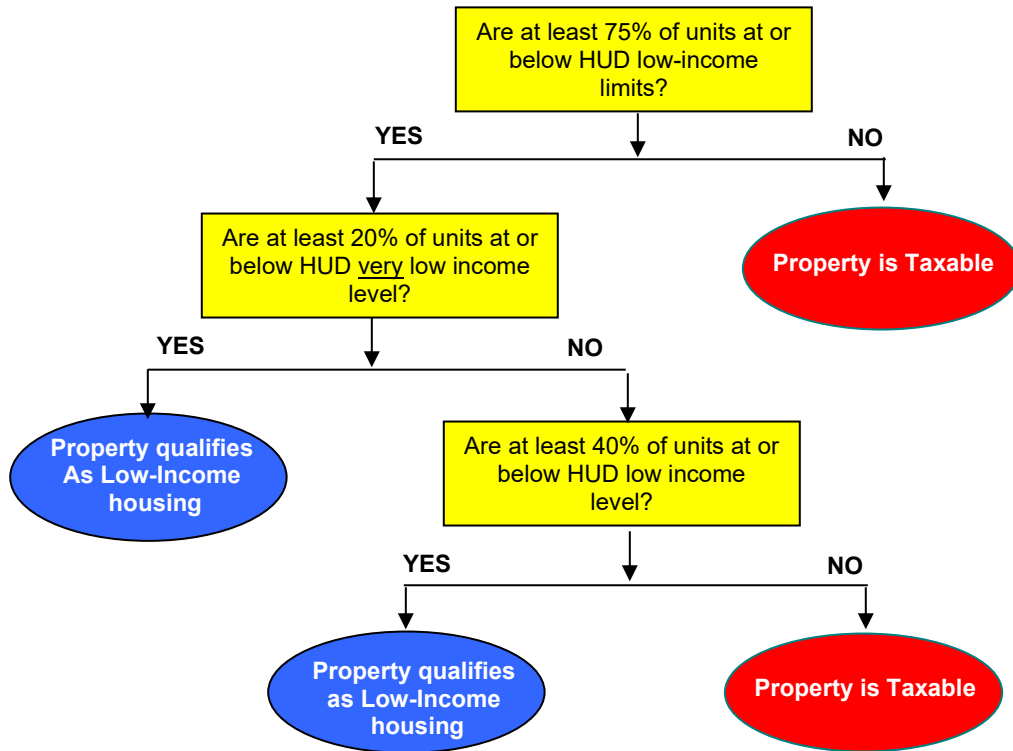 Are at least 75% of units at or
below HUD low-income
limits?
YES
NO
Are at least 20% of units at or
below HUD very low income
level?
Property is Taxable
YES
NO
Property qualifies
As Low-Income
housing
Are at least 40% of units at or
below HUD low income
level?
YES
NO
Property qualifies
as Low-Income
housing
Property is Taxable